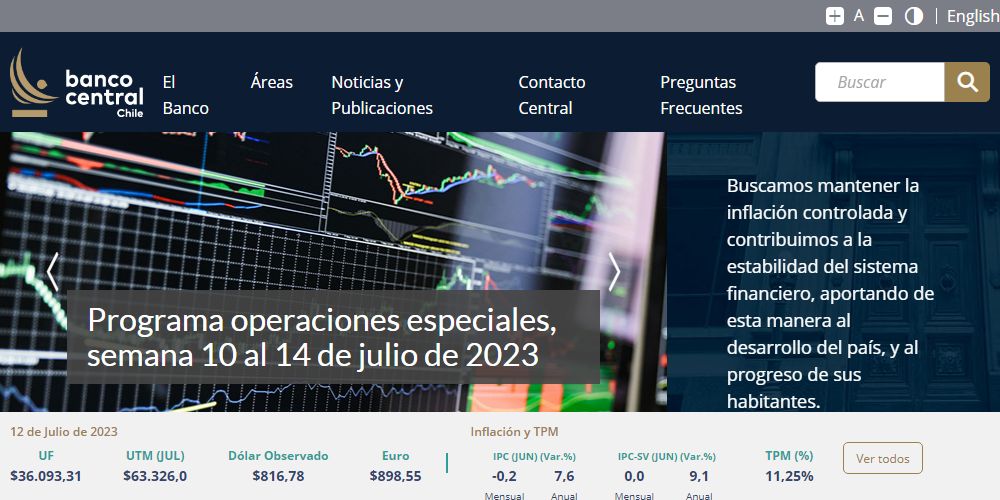 A
English
banco
central
Chile
El
Banco
Áreas
Noticias y
Publicaciones
Contacto
Central
Preguntas
Frecuentes
Buscar
Programa operaciones especiales,
semana 10 al 14 de julio de 2023
Buscamos mantener la
inflación controlada y
contribuimos a la
estabilidad del sistema
financiero, aportando de
esta manera al
desarrollo del país, y al
progreso de sus
habitantes.
12 de Julio de 2023
UF
$36.093,31
UTM (JUL)
$63.326,0
Dólar Observado
$816,78
Euro
$898,55
Inflación y TPM
IPC (JUN) (Var.%)
-0,2 7,6
Mensual Anual
IPC-SV (JUN) (Var.%)
0,0 9,1
Mensual Anual
TPM (%)
11,25%
Ver todos